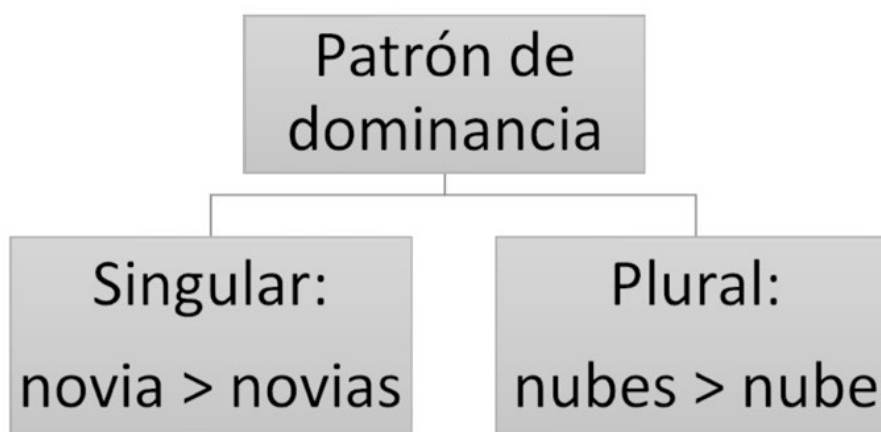 Patrón de
dominancia
Singular:
novia > novias
Plural:
nubes > nube